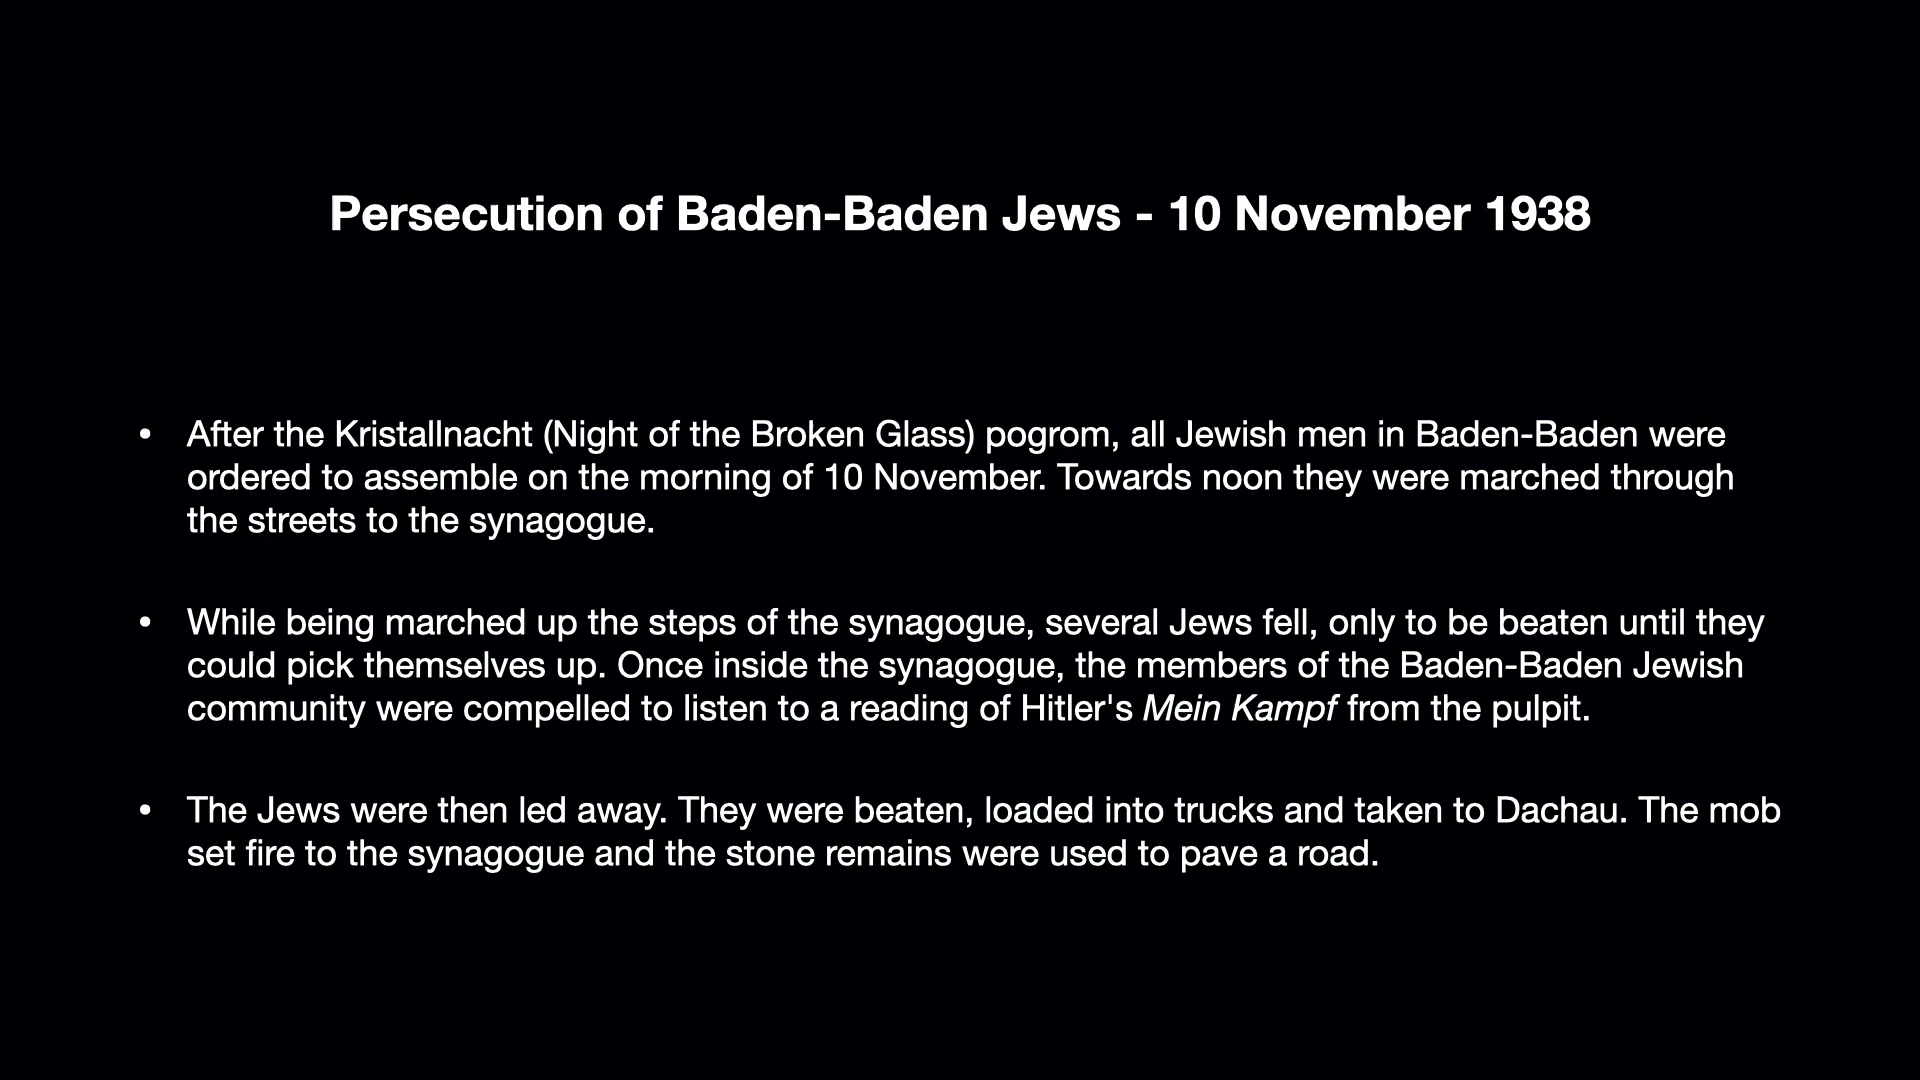 Persecution of Baden-Baden Jews - 10 November 1938
• After the Kristallnacht (Night of the Broken Glass) pogrom, all Jewish men in Baden-Baden were
ordered to assemble on the morning of 10 November. Towards noon they were marched through
the streets to the synagogue.
• While being marched up the steps of the synagogue, several Jews fell, only to be beaten until they
could pick themselves up. Once inside the synagogue, the members of the Baden-Baden Jewish
community were compelled to listen to a reading of Hitler's Mein Kampf from the pulpit.
• The Jews were then led away. They were beaten, loaded into trucks and taken to Dachau. The mob
set fire to the synagogue and the stone remains were used to pave a road.